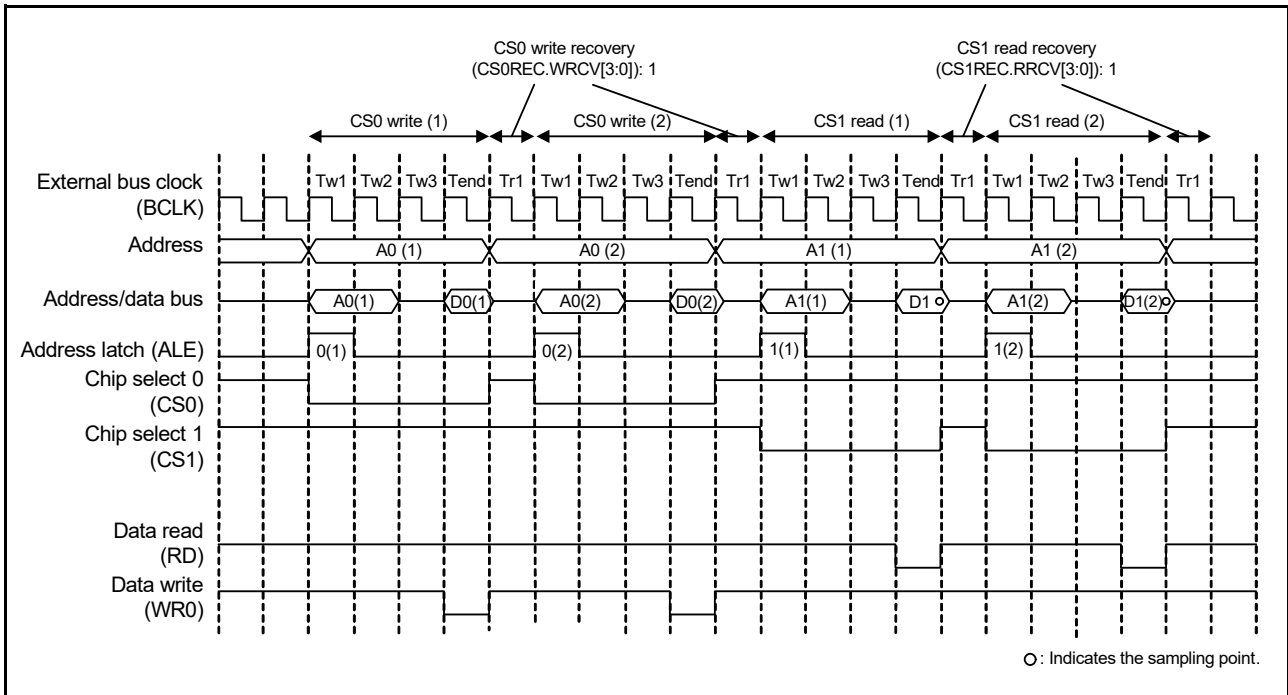 CS0 write recovery
(CS0REC.WRCV[3:0]): 1
CS1 read recovery
(CS1REC.RRCV[3:0]): 1
CS0 write (1)
CS0 write (2)
CS1 read (1)
CS1 read (2)
External bus clock
(BCLK)
Tw1 Tw2 Tw3 Tend Tr1 Tw1 Tw2 Tw3 Tend Tr1 Tw1 Tw2 Tw3 Tend Tr1 Tw1 Tw2 Tw3 Tend Tr1
Address
A0 (1) A0 (2) A1 (1) A1 (2)
Address/data bus
A0(1) D0(1) A0(2) D0(2) A1(1) D1 A1(2) D1(2)
Address latch (ALE)
0(1) 0(2) 1(1) 1(2)
Chip select 0
(CS0)
Chip select 1
(CS1)
Data read
(RD)
Data write
(WR0)
: Indicates the sampling point.